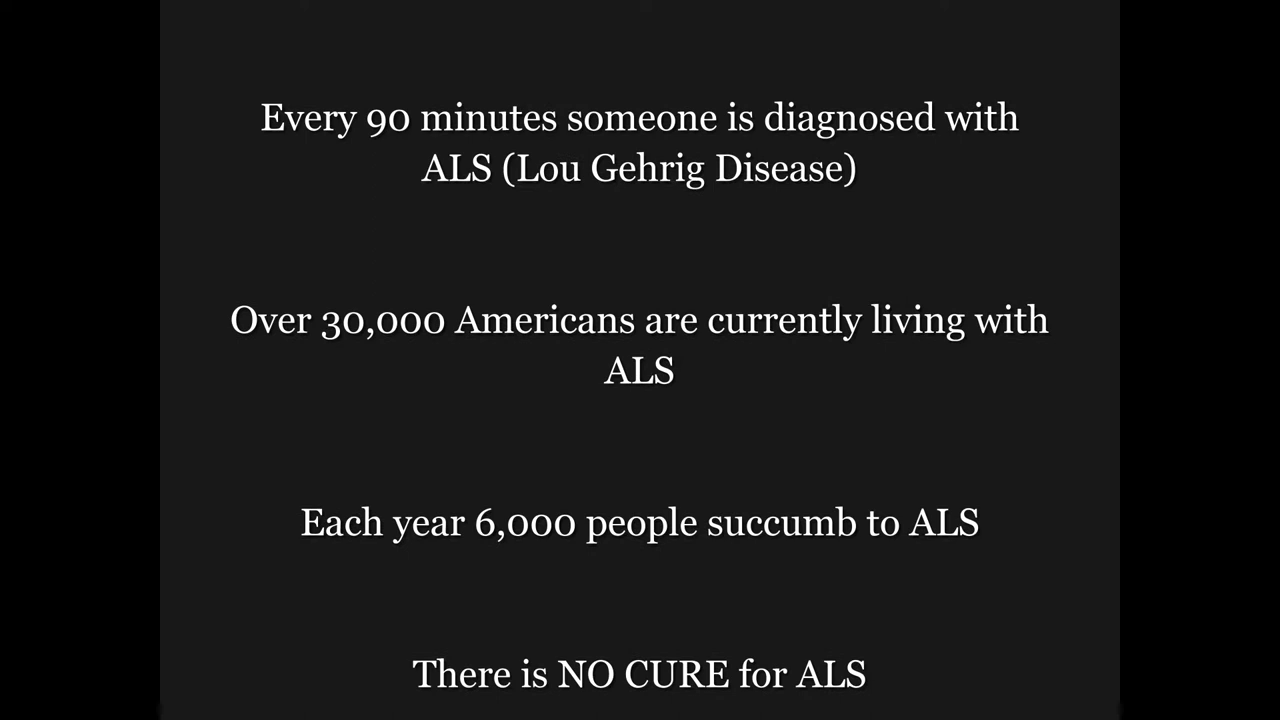 Every 90 minutes someone is diagnosed with
ALS (Lou Gehrig Disease)
Over 30,000 Americans are currently living with
ALS
Each year 6,000 people succumb to ALS
There is NO CURE for ALS